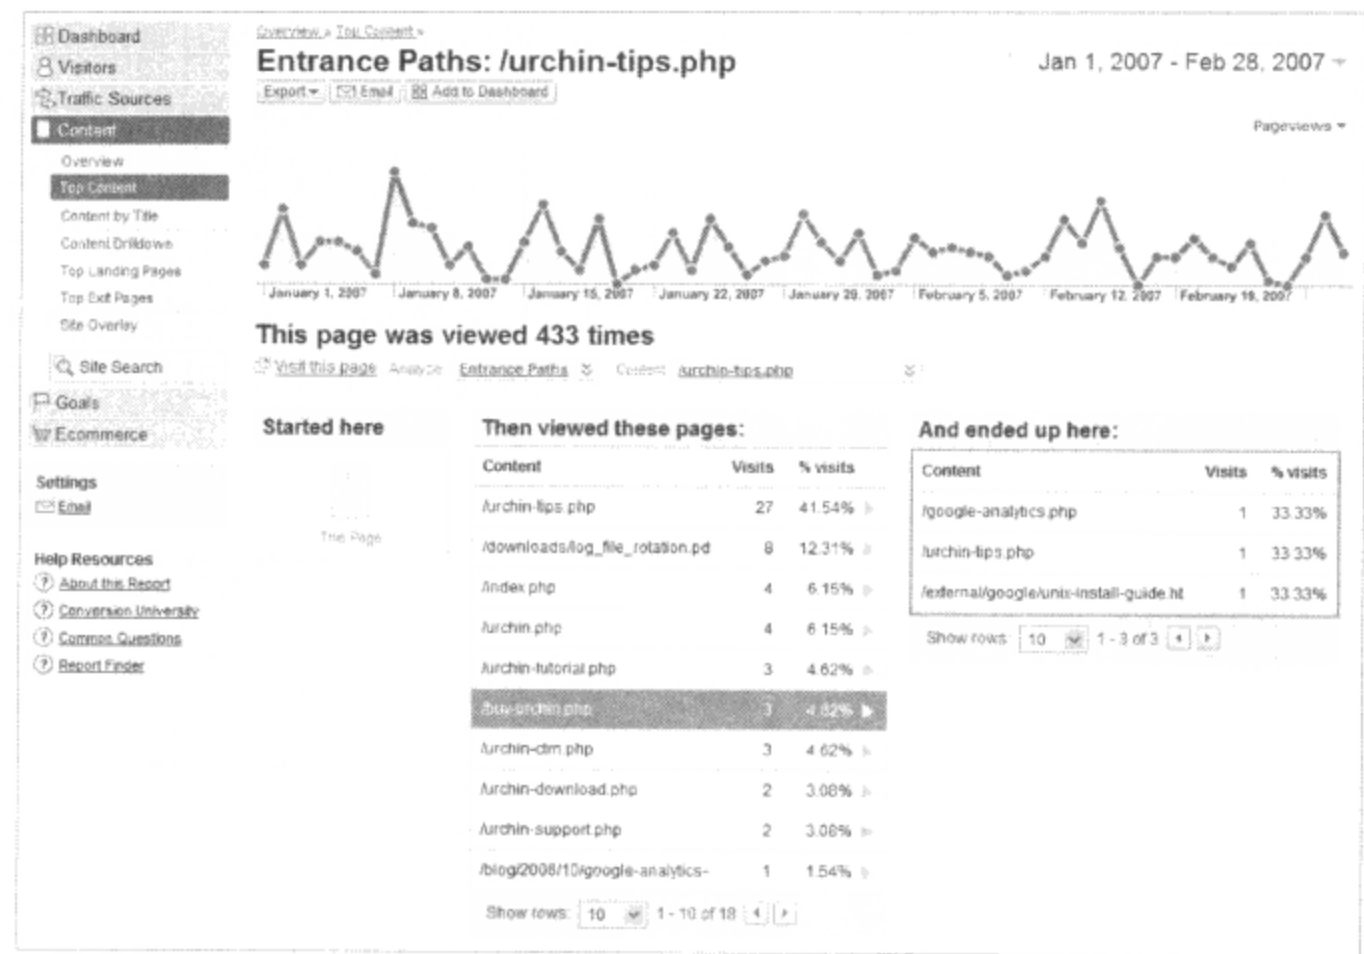 Dashboard
Visitors
Traffic Sources
Content
Overview
Top Content
Content by Title
Content Drilldown
Top Landing Pages
Top Exit Pages
Site Overlay
Site Search
Goals
Ecommerce
Settings
Email
Help Resources
About this Report
Conversion University
Common Questions
Report Finder
Overview » Top Content »
Entrance Paths: /urchin-tips.php
Jan 1, 2007 - Feb 28, 2007
Export Email Add to Dashboard
Pageviews
January 1, 2007 January 8, 2007 January 15, 2007 January 22, 2007 January 29, 2007 February 5, 2007 February 12, 2007 February 19, 2007
This page was viewed 433 times
Visit this page Analyze: Entrance Paths Content: /urchin-tips.php
Started here
This Page
Then viewed these pages:
Content Visits % visits
/urchin-tips.php 27 41.54%
/downloads/log_file_rotation.pd 8 12.31%
/index.php 4 6.15%
/urchin.php 4 6.15%
/urchin-tutorial.php 3 4.62%
/buy-urchin.php 3 4.62%
/urchin-ctm.php 3 4.62%
/urchin-download.php 2 3.08%
/urchin-support.php 2 3.08%
/blog/2006/10/google-analytics- 1 1.54%
Show rows: 10 1 - 10 of 18
And ended up here:
Content Visits % visits
/google-analytics.php 1 33.33%
/urchin-tips.php 1 33.33%
/external/google/unix-install-guide.ht 1 33.33%
Show rows: 10 1 - 3 of 3